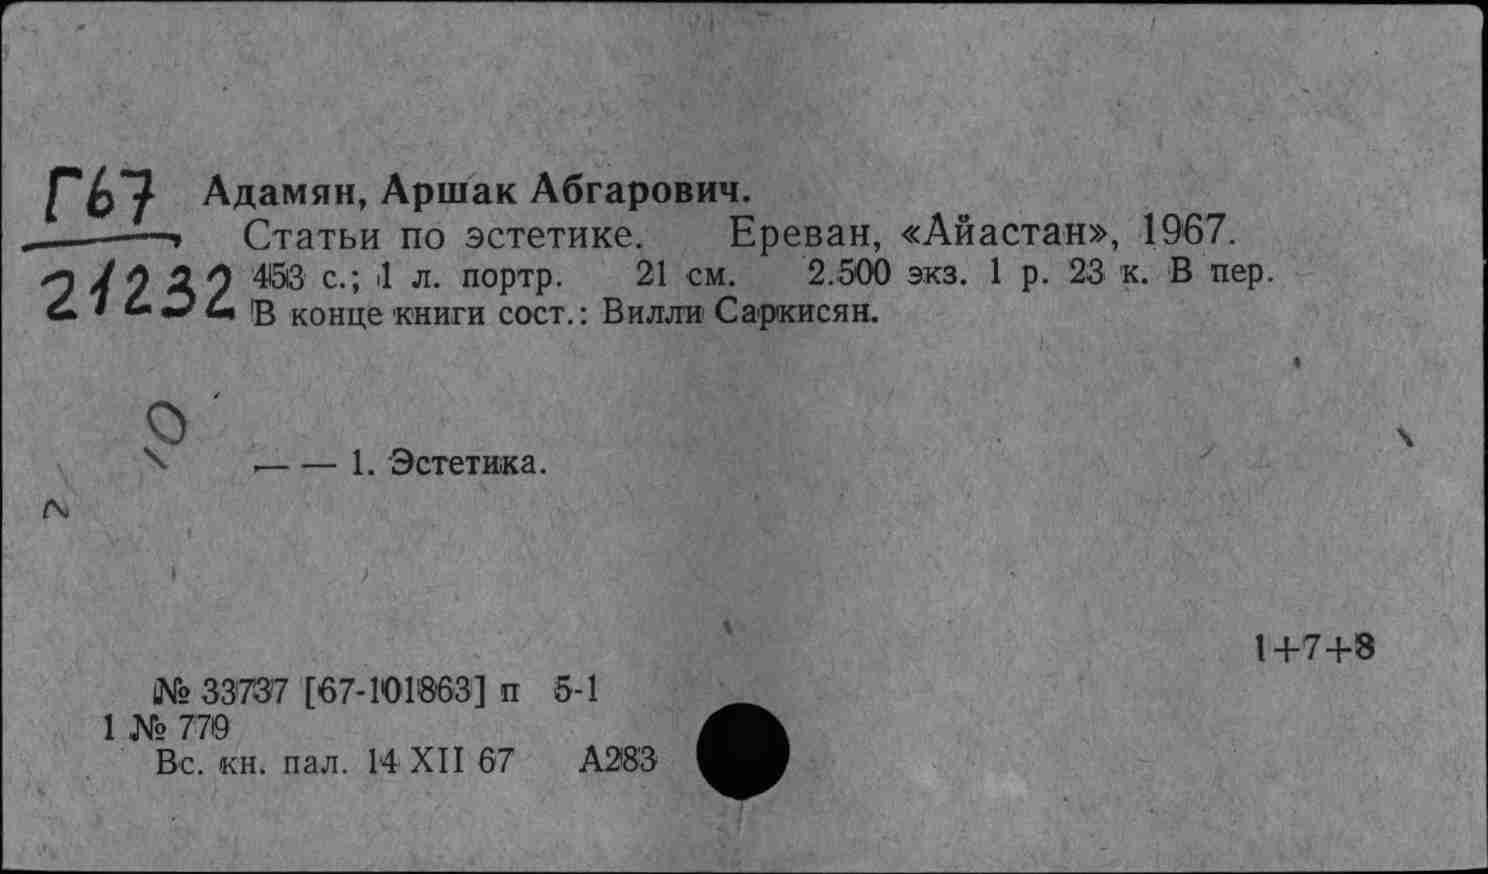 Г67
21232
Адамян, Аршак Абгарович.
Статьи по эстетике. Ереван, «Айастан», 1967.
453 с.; 1 л. портр. 21 см. 2.500 экз. 1 р. 23 к. В пер.
В конце книги сост.: Вилли Саркисян.
— — 1. Эстетика.
1+7+8
№ 33737 [67-101863] п 5-1
1 № 779
Вс. кн. пал. 14 XII 67 А283